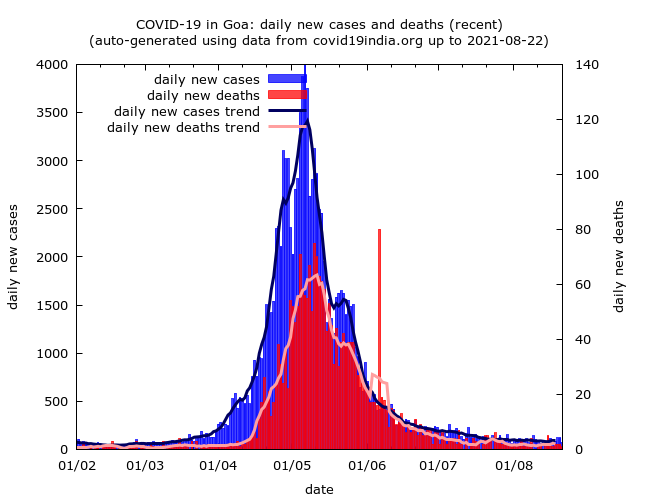 COVID-19 in Goa: daily new cases and deaths (recent)
(auto-generated using data from covid19india.org up to 2021-08-22)
daily new cases
daily new deaths
daily new cases trend
daily new deaths trend
4000
3500
3000
2500
2000
1500
1000
500
0
daily new cases
140
120
100
80
60
40
20
0
daily new deaths
01/02 01/03 01/04 01/05 01/06 01/07 01/08
date